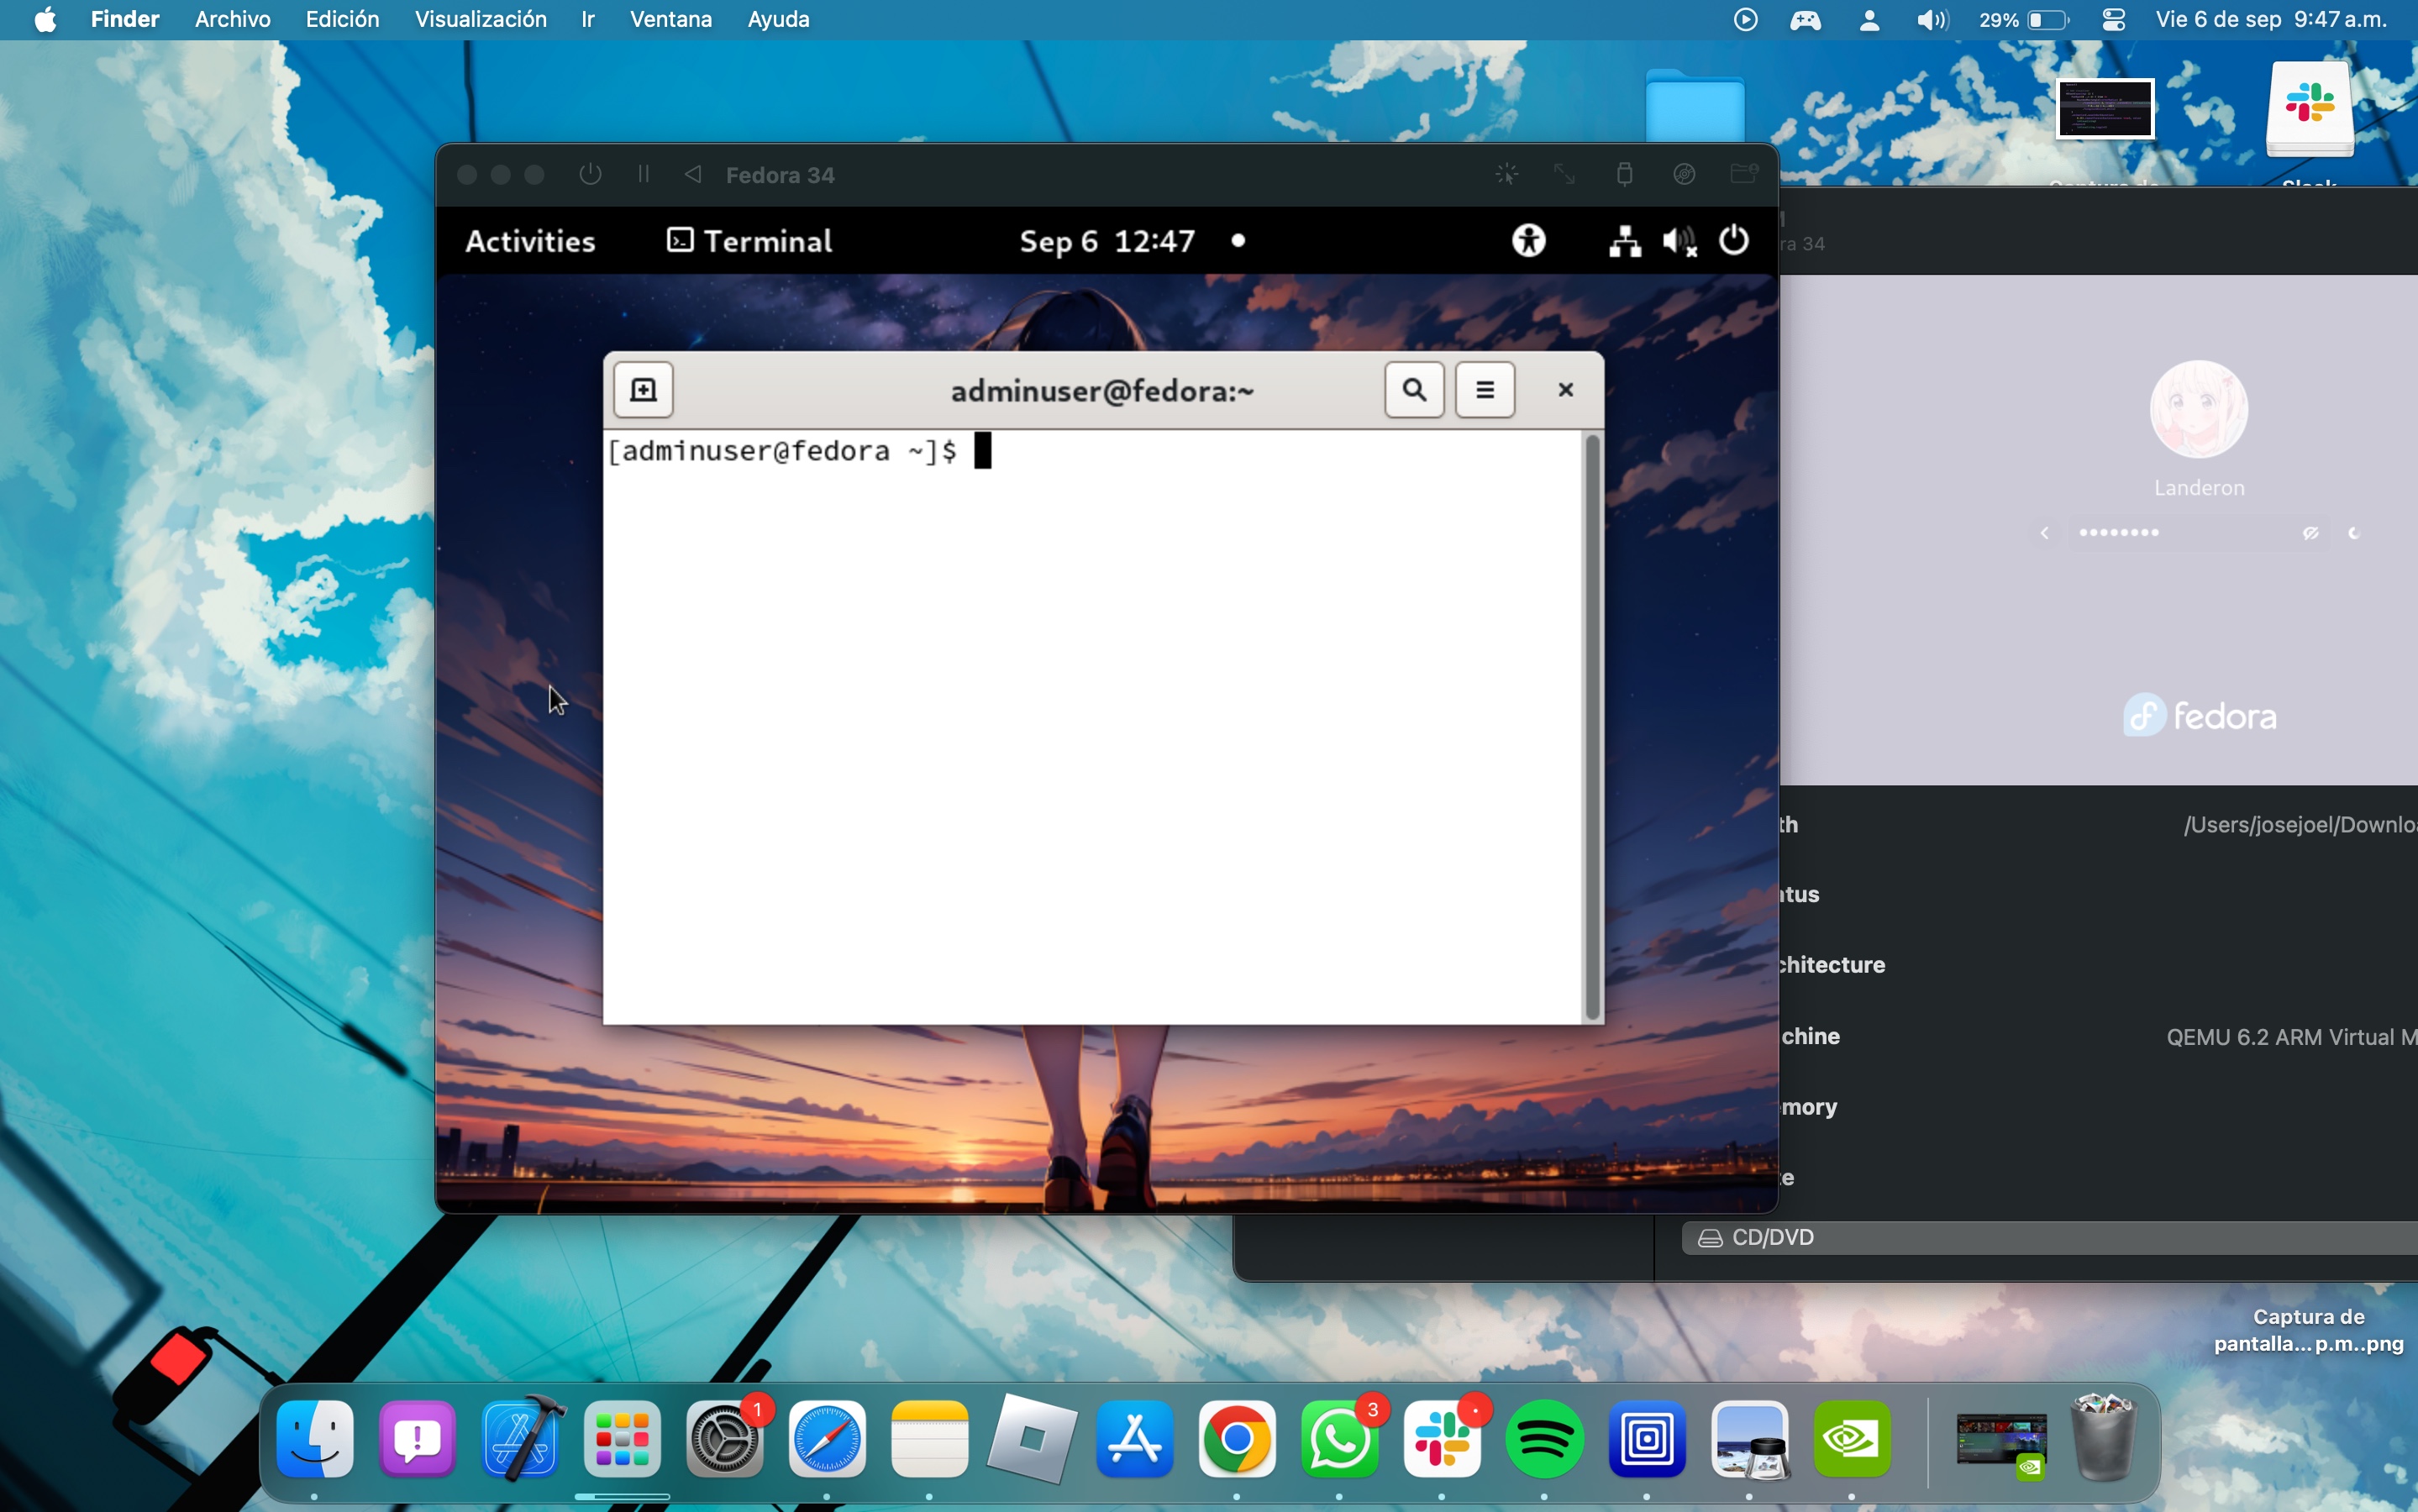 Finder Archivo Edición Visualización Ir Ventana Ayuda
29% Vie 6 de sep 9:47 a.m.
Slack
Fedora 34
Activities Terminal Sep 6 12:47
ra 34
adminuser@fedora:~
[adminuser@fedora ~]$
Landeron
fedora
th /Users/josejoel/Downlo
tus
chitecture
chine QEMU 6.2 ARM Virtual M
mory
ze
CD/DVD
Captura de
pantalla...p.m..png
1
3